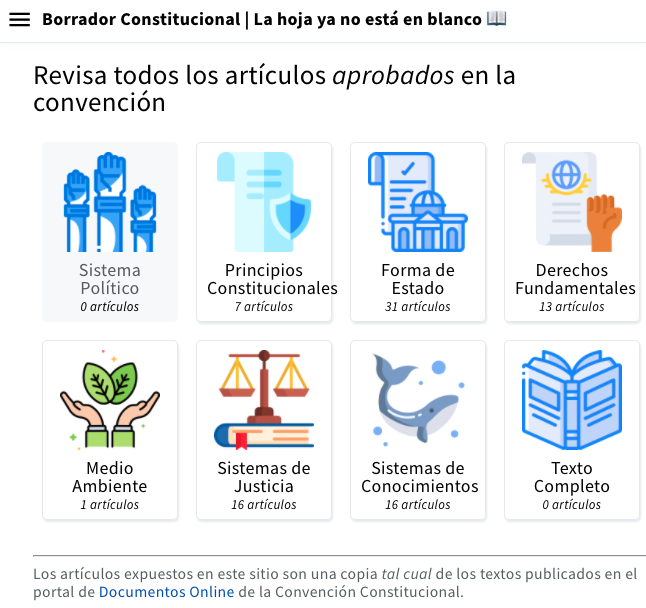 Borrador Constitucional | La hoja ya no está en blanco 📖
Revisa todos los artículos aprobados en la
convención
Sistema
Político
0 artículos
Principios
Constitucionales
7 artículos
Forma de
Estado
31 artículos
Derechos
Fundamentales
13 artículos
Medio
Ambiente
1 artículos
Sistemas de
Justicia
16 artículos
Sistemas de
Conocimientos
16 artículos
Texto
Completo
0 artículos
Los artículos expuestos en este sitio son una copia tal cual de los textos publicados en el
portal de Documentos Online de la Convención Constitucional.